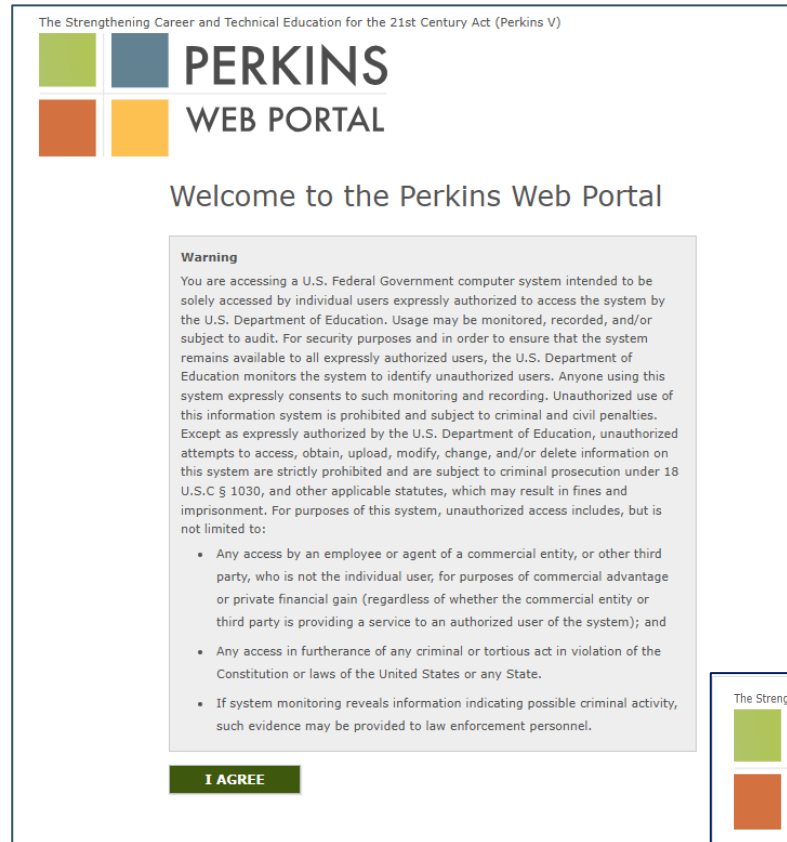 The Strengthening Career and Technical Education for the 21st Century Act (Perkins V)
PERKINS
WEB PORTAL
Welcome to the Perkins Web Portal
Warning
You are accessing a U.S. Federal Government computer system intended to be
solely accessed by individual users expressly authorized to access the system by
the U.S. Department of Education. Usage may be monitored, recorded, and/or
subject to audit. For security purposes and in order to ensure that the system
remains available to all expressly authorized users, the U.S. Department of
Education monitors the system to identify unauthorized users. Anyone using this
system expressly consents to such monitoring and recording. Unauthorized use of
this information system is prohibited and subject to criminal and civil penalties.
Except as expressly authorized by the U.S. Department of Education, unauthorized
attempts to access, obtain, upload, modify, change, and/or delete information on
this system are strictly prohibited and are subject to criminal prosecution under 18
U.S.C § 1030, and other applicable statutes, which may result in fines and
imprisonment. For purposes of this system, unauthorized access includes, but is
not limited to:
• Any access by an employee or agent of a commercial entity, or other third
party, who is not the individual user, for purposes of commercial advantage
or private financial gain (regardless of whether the commercial entity or
third party is providing a service to an authorized user of the system); and
• Any access in furtherance of any criminal or tortious act in violation of the
Constitution or laws of the United States or any State.
• If system monitoring reveals information indicating possible criminal activity,
such evidence may be provided to law enforcement personnel.
I AGREE
The Streng